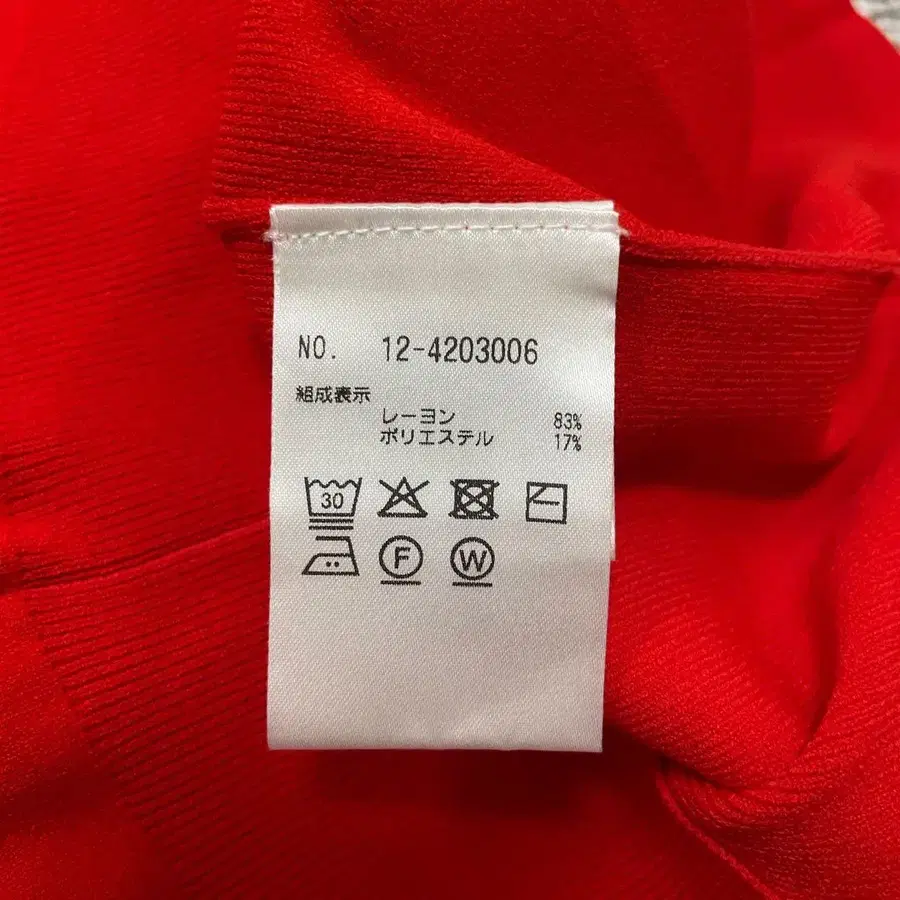 NO. 12-4203006
組成表示
レーヨン 83%
ポリエステル 17%
30
F W